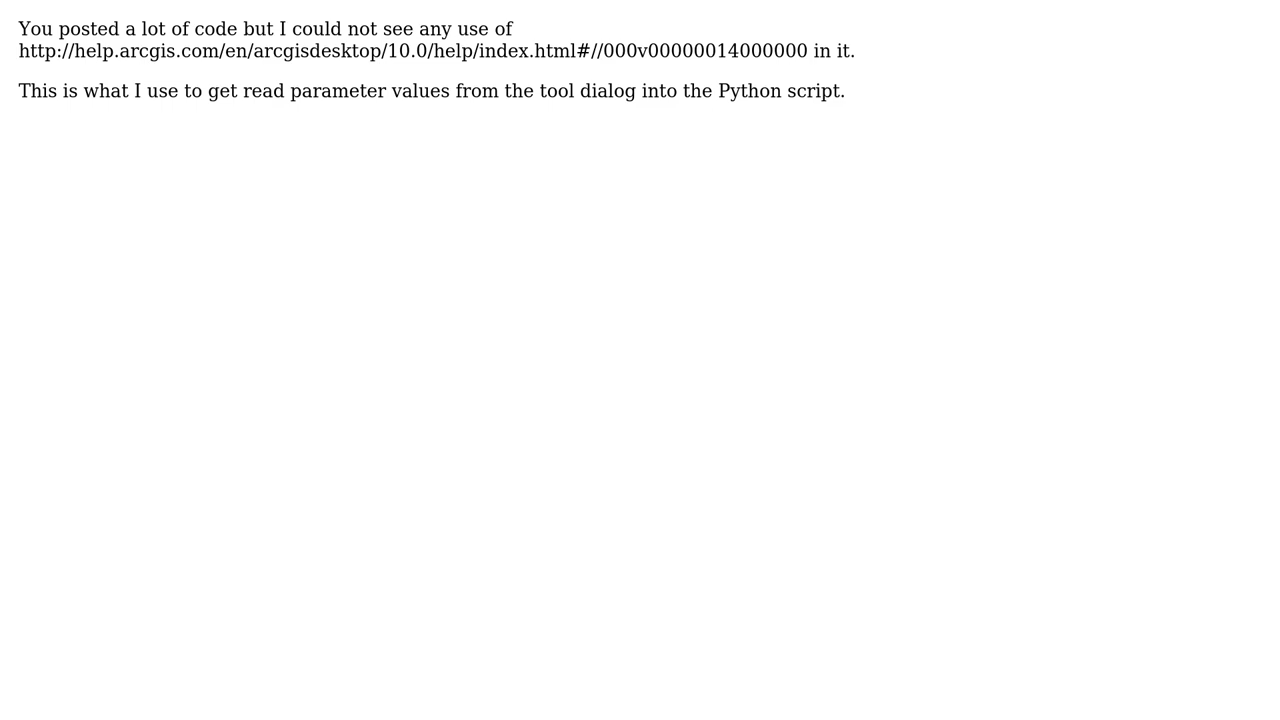 You posted a lot of code but I could not see any use of
http://help.arcgis.com/en/arcgisdesktop/10.0/help/index.html#//000v00000014000000 in it.
This is what I use to get read parameter values from the tool dialog into the Python script.